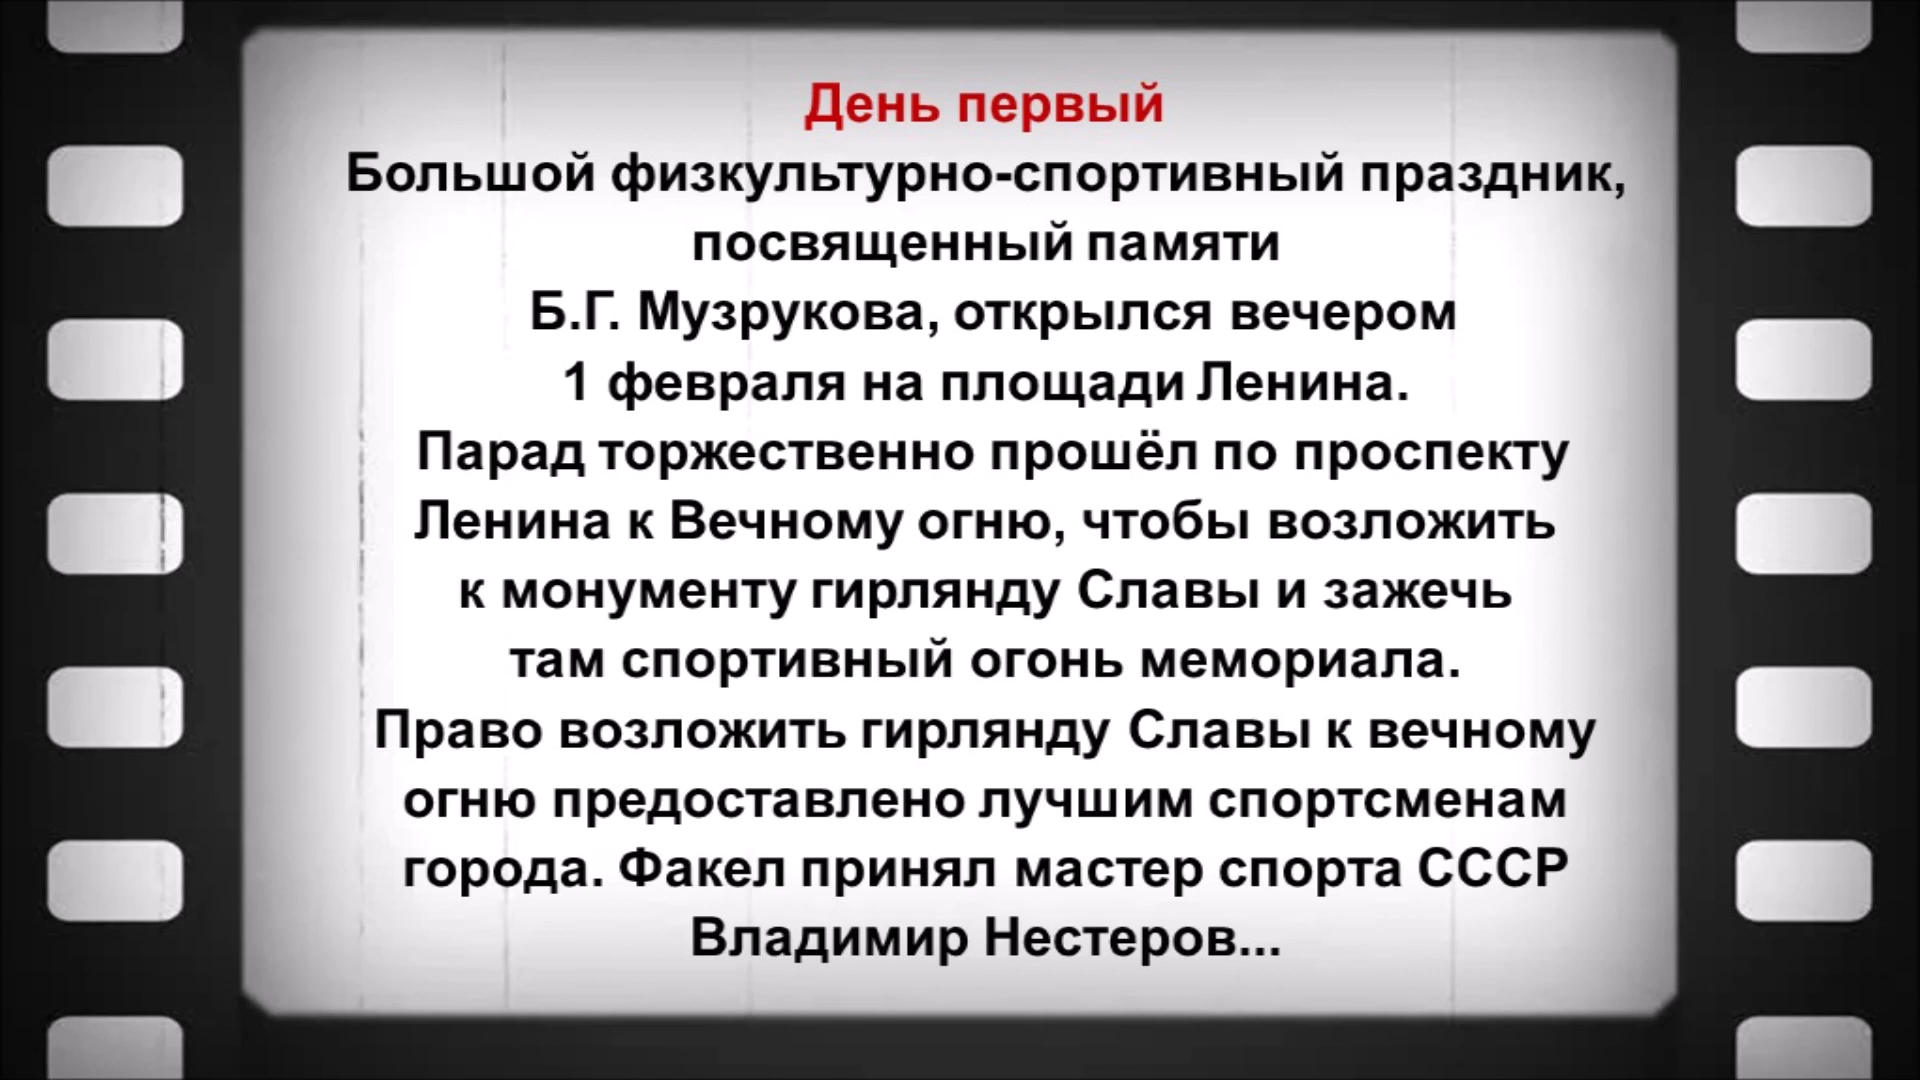 День первый
Большой физкультурно-спортивный праздник,
посвященный памяти
Б.Г. Музрукова, открылся вечером
1 февраля на площади Ленина.
Парад торжественно прошёл по проспекту
Ленина к Вечному огню, чтобы возложить
к монументу гирлянду Славы и зажечь
там спортивный огонь мемориала.
Право возложить гирлянду Славы к вечному
огню предоставлено лучшим спортсменам
города. Факел принял мастер спорта СССР
Владимир Нестеров...